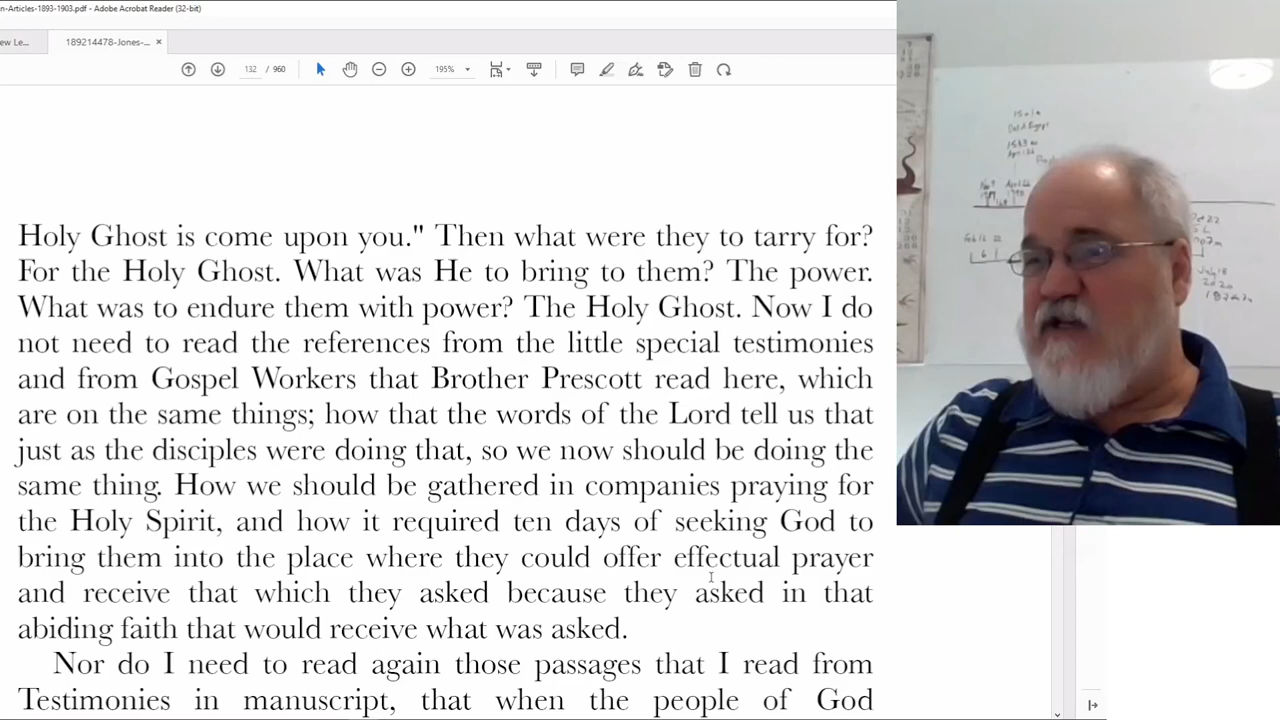 n-Articles-1893-1903.pdf - Adobe Acrobat Reader (32-bit)
ew Le... 189214478-Jones-... ×
132 / 960 195%
Holy Ghost is come upon you." Then what were they to tarry for?
For the Holy Ghost. What was He to bring to them? The power.
What was to endure them with power? The Holy Ghost. Now I do
not need to read the references from the little special testimonies
and from Gospel Workers that Brother Prescott read here, which
are on the same things; how that the words of the Lord tell us that
just as the disciples were doing that, so we now should be doing the
same thing. How we should be gathered in companies praying for
the Holy Spirit, and how it required ten days of seeking God to
bring them into the place where they could offer effectual prayer
and receive that which they asked because they asked in that
abiding faith that would receive what was asked.
Nor do I need to read again those passages that I read from
Testimonies in manuscript, that when the people of God
July 18
2020